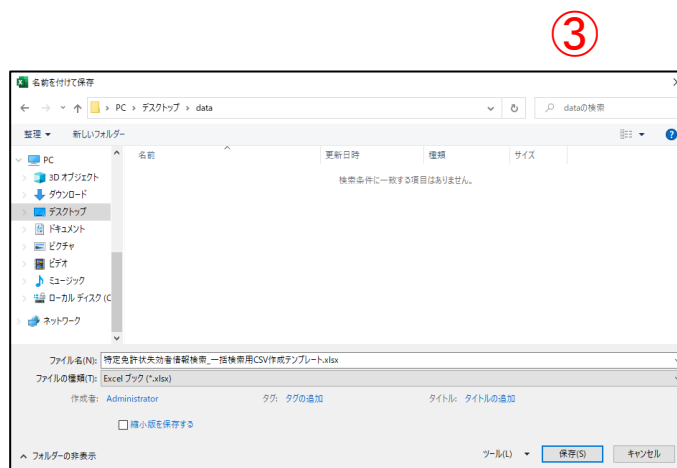 ③
名前を付けて保存
PC › デスクトップ › data
dataの検索
整理 新しいフォルダー
名前 更新日時 種類 サイズ
検索条件に一致する項目はありません。
PC
3D オブジェクト
ダウンロード
デスクトップ
ドキュメント
ピクチャ
ビデオ
ミュージック
ローカル ディスク (C
ネットワーク
ファイル名(N): 特定免許状失効者情報検索_一括検索用CSV作成テンプレート.xlsx
ファイルの種類(T): Excel ブック (*.xlsx)
作成者: Administrator タグ: タグの追加 タイトル: タイトルの追加
縮小版を保存する
フォルダーの非表示 ツール(L) 保存(S) キャンセル